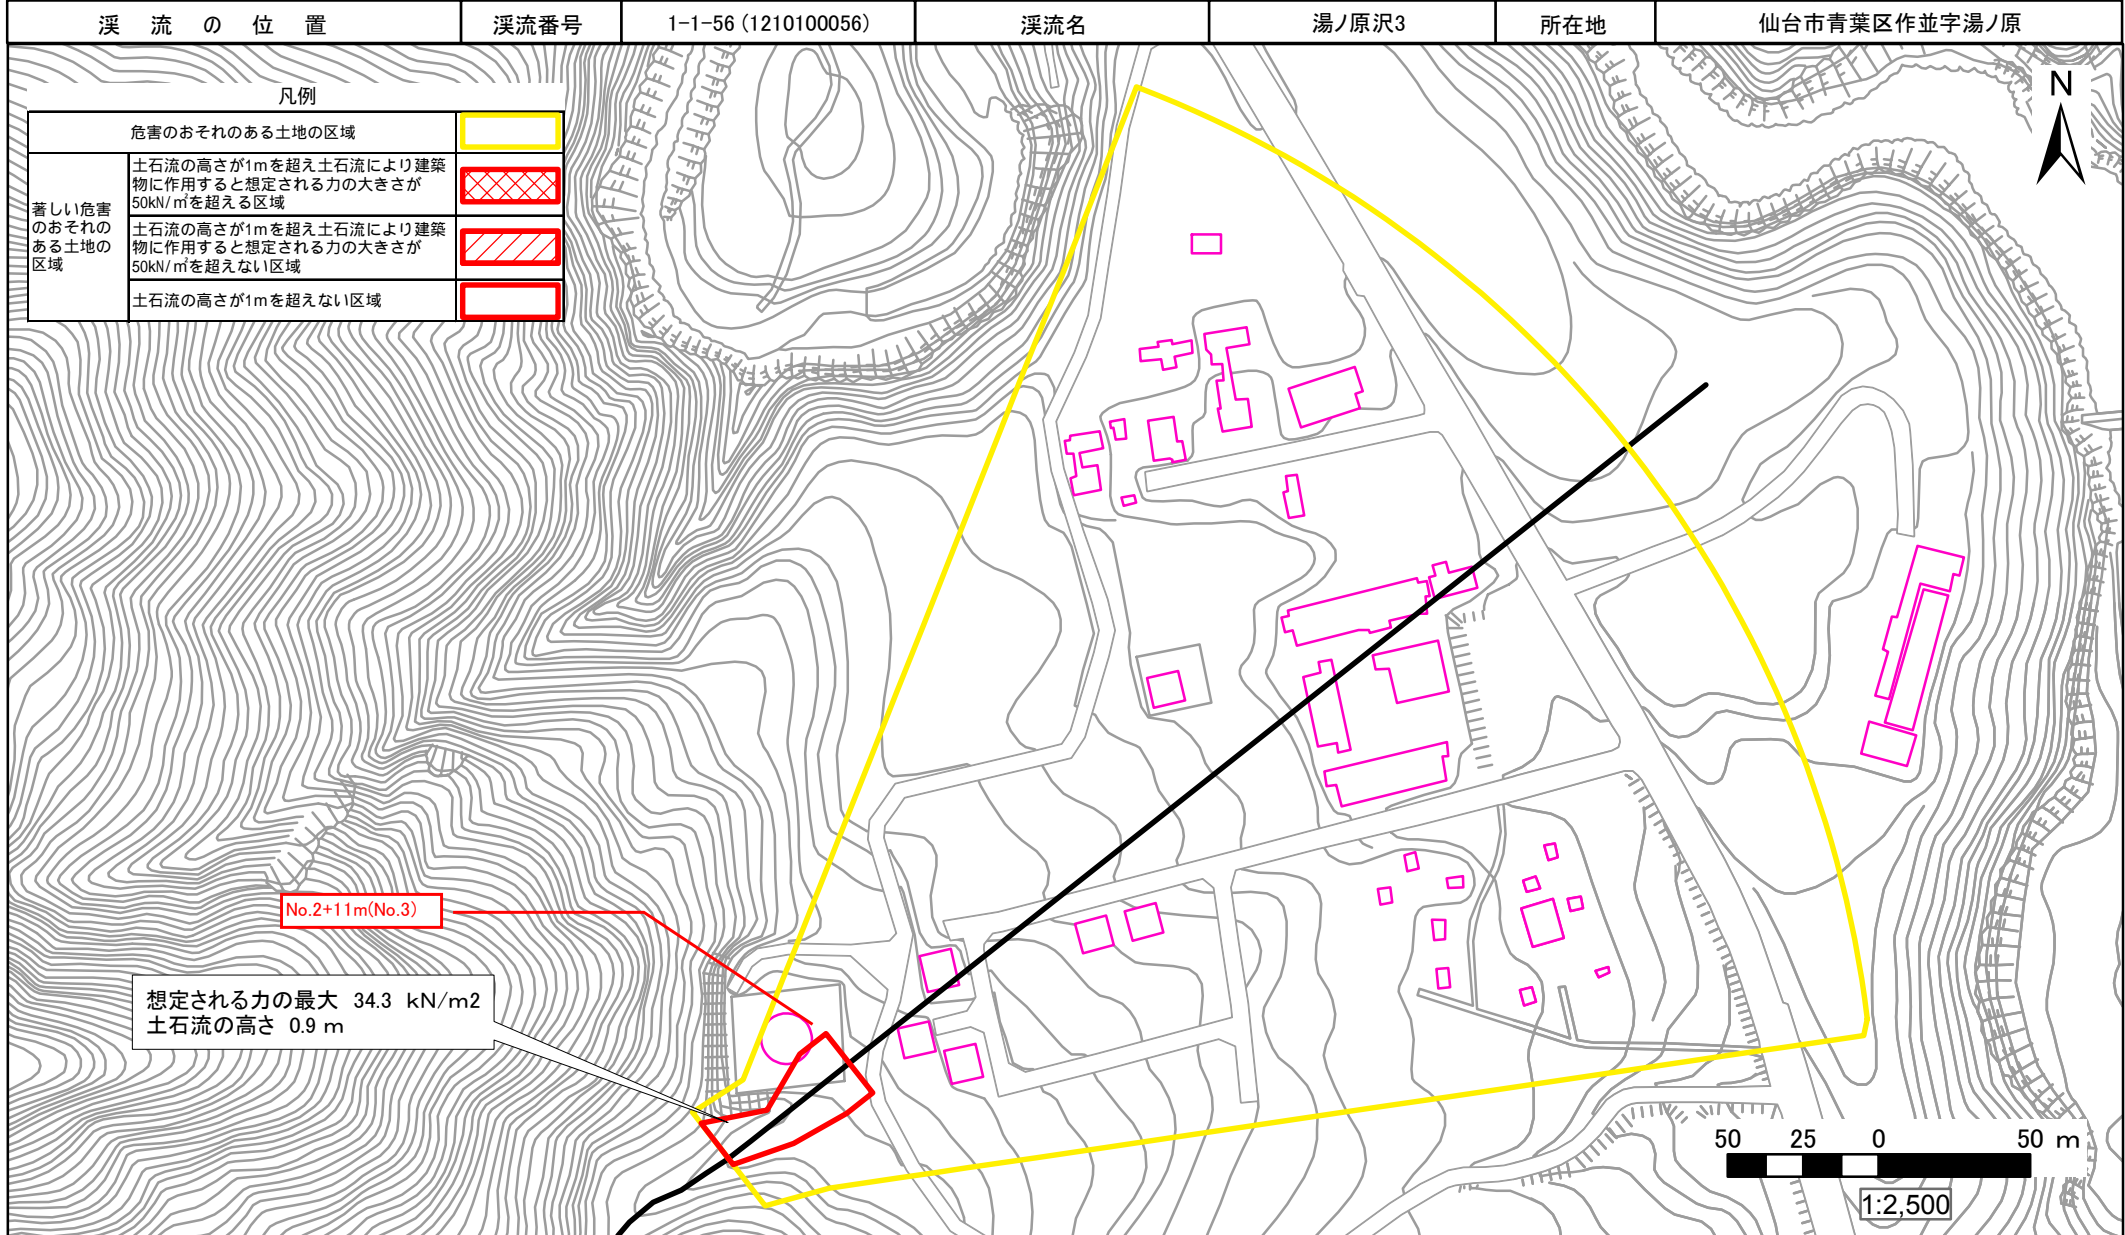 渓流の位置 渓流番号 1-1-56 (1210100056) 渓流名 湯ノ原沢3 所在地 仙台市青葉区作並字湯ノ原
凡例
危害のおそれのある土地の区域
著しい危害
のおそれの
ある土地の
区域
土石流の高さが1mを超え土石流により建築
物に作用すると想定される力の大きさが
50kN/㎡を超える区域
土石流の高さが1mを超え土石流により建築
物に作用すると想定される力の大きさが
50kN/㎡を超えない区域
土石流の高さが1mを超えない区域
N
No.2+11m(No.3)
想定される力の最大 34.3 kN/m2
土石流の高さ 0.9 m
50 25 0 50 m
1:2,500